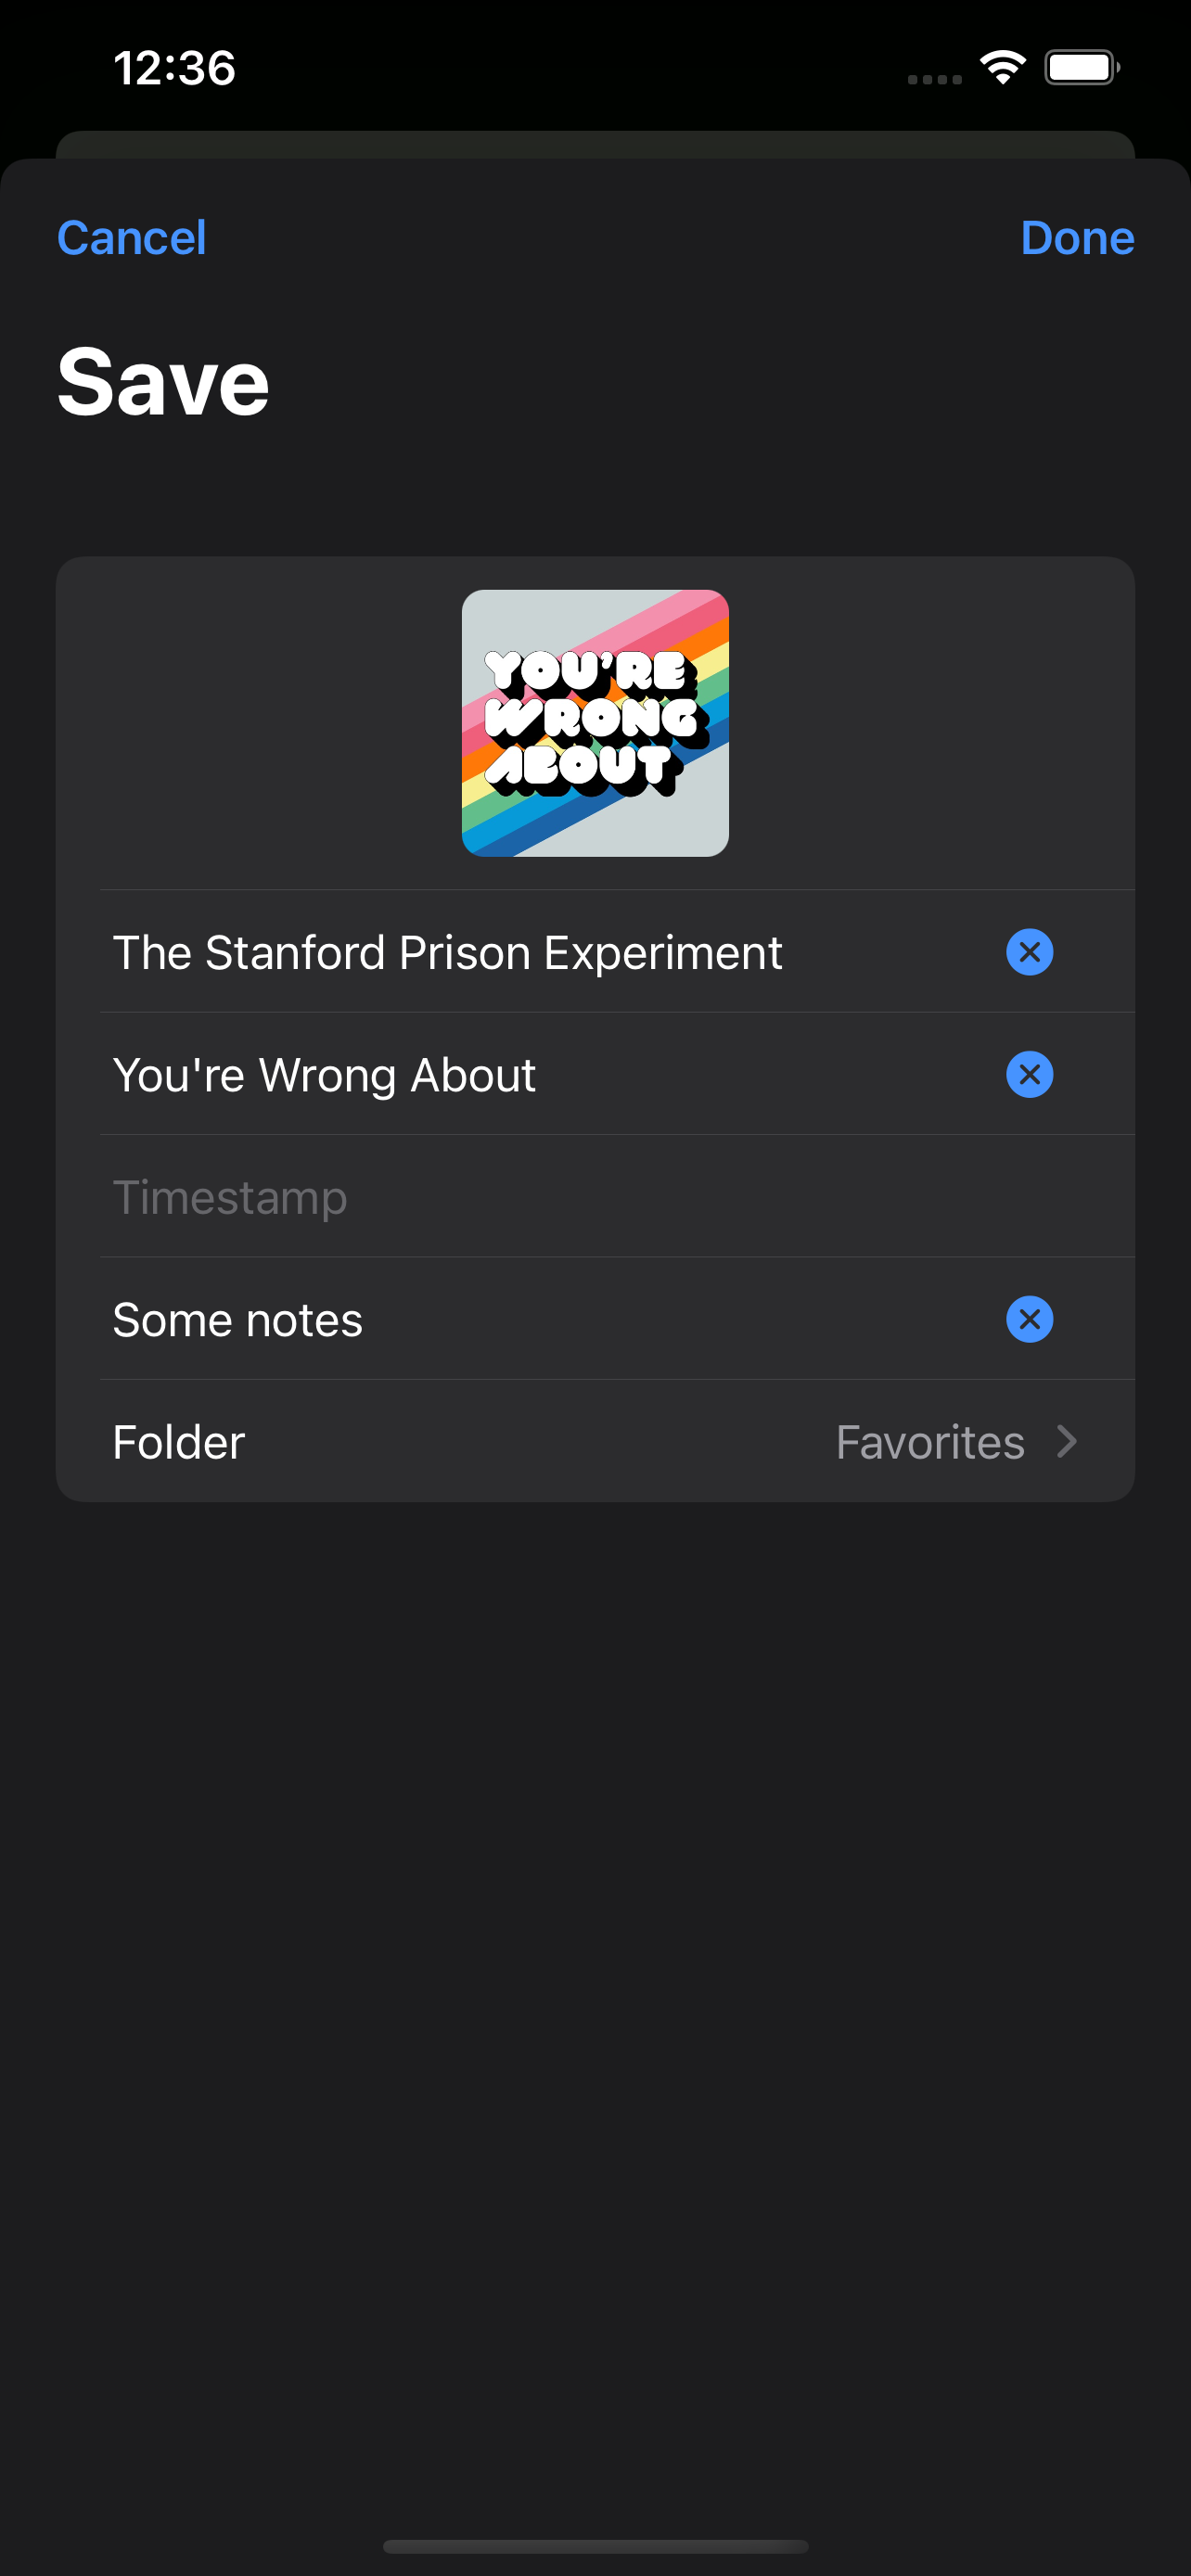 12:36
Cancel
Done
Save
YOU'RE
WRONG
ABOUT
The Stanford Prison Experiment
You're Wrong About
Timestamp
Some notes
Folder
Favorites